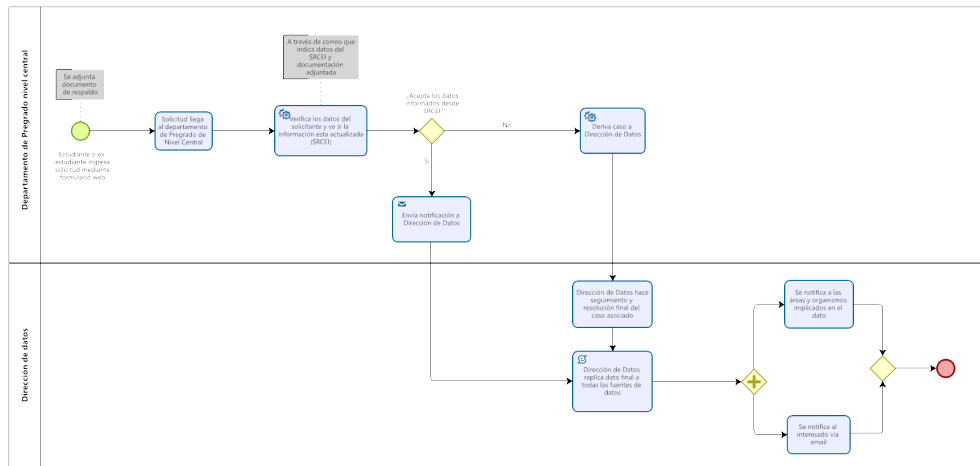 Departamento de Pregrado nivel central
Se adjunta
documento
de respaldo
Estudiante o ex
estudiante ingresa
solicitud mediante
formulario web
Solicitud llega
al departamento
de Pregrado de
Nivel Central
A través de correo que
indica datos del
SRCEI y
documentación
adjuntada
Verifica los datos del
solicitante y ve si la
información esta actualizada
(SRCEI)
¿Acepta los datos
informados desde
SRCEI?
No
Si
Deriva caso a
Dirección de Datos
Envía notificación a
Dirección de Datos
Dirección de datos
Dirección de Datos hace
seguimiento y
resolución final del
caso asociado
Dirección de Datos
replica dato final a
todas las fuentes de
datos
Se notifica a las
áreas y organismos
implicados en el
dato
Se notifica al
interesado vía
email